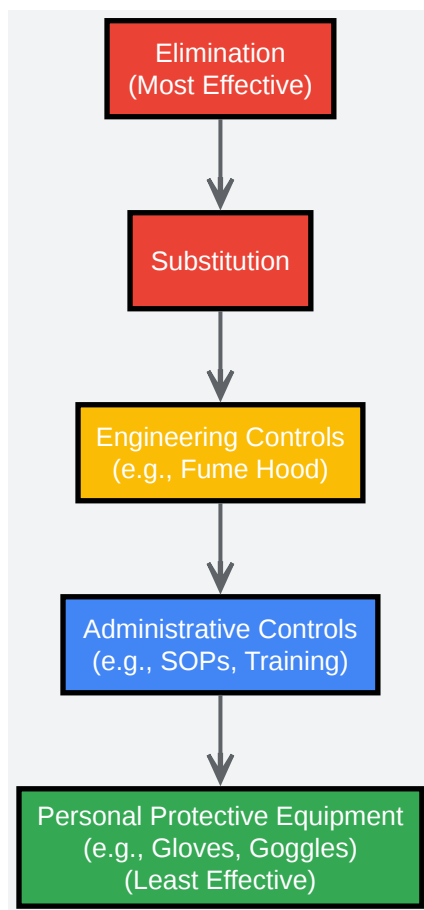 Elimination
(Most Effective)
Substitution
Engineering Controls
(e.g., Fume Hood)
Administrative Controls
(e.g., SOPs, Training)
Personal Protective Equipment
(e.g., Gloves, Goggles)
(Least Effective)